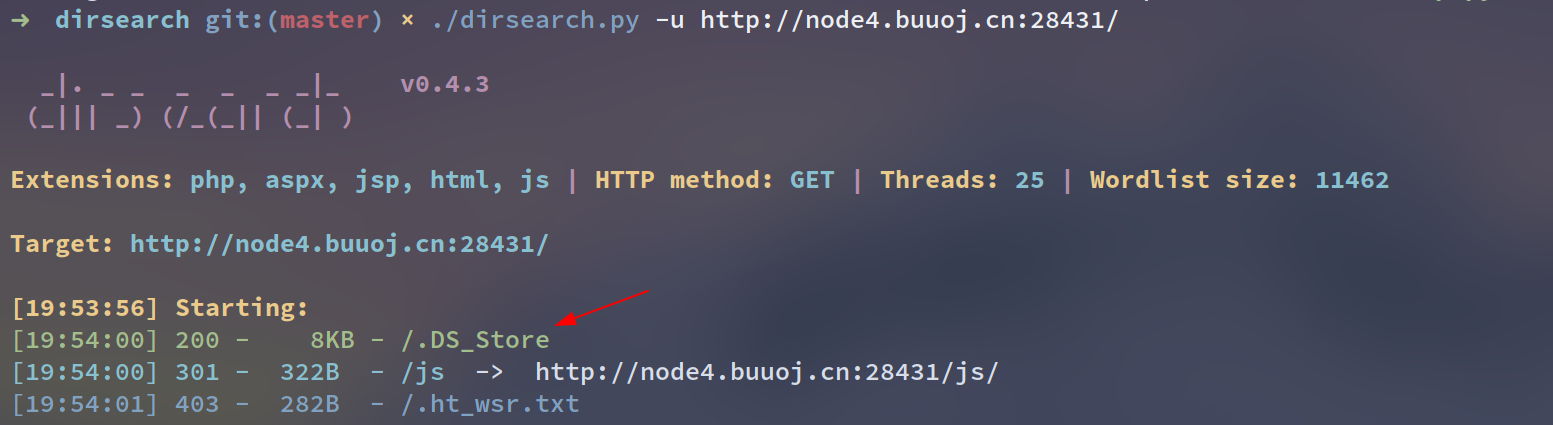 ➜ dirsearch git:(master) × ./dirsearch.py -u http://node4.buuoj.cn:28431/
_|. _ _  _  _  _ _|_    v0.4.3
(_||| _) (/_(_|| (_| )
Extensions: php, aspx, jsp, html, js | HTTP method: GET | Threads: 25 | Wordlist size: 11462
Target: http://node4.buuoj.cn:28431/
[19:53:56] Starting:
[19:54:00] 200 -    8KB - /.DS_Store
[19:54:00] 301 -  322B  - /js  ->  http://node4.buuoj.cn:28431/js/
[19:54:01] 403 -  282B  - /.ht_wsr.txt